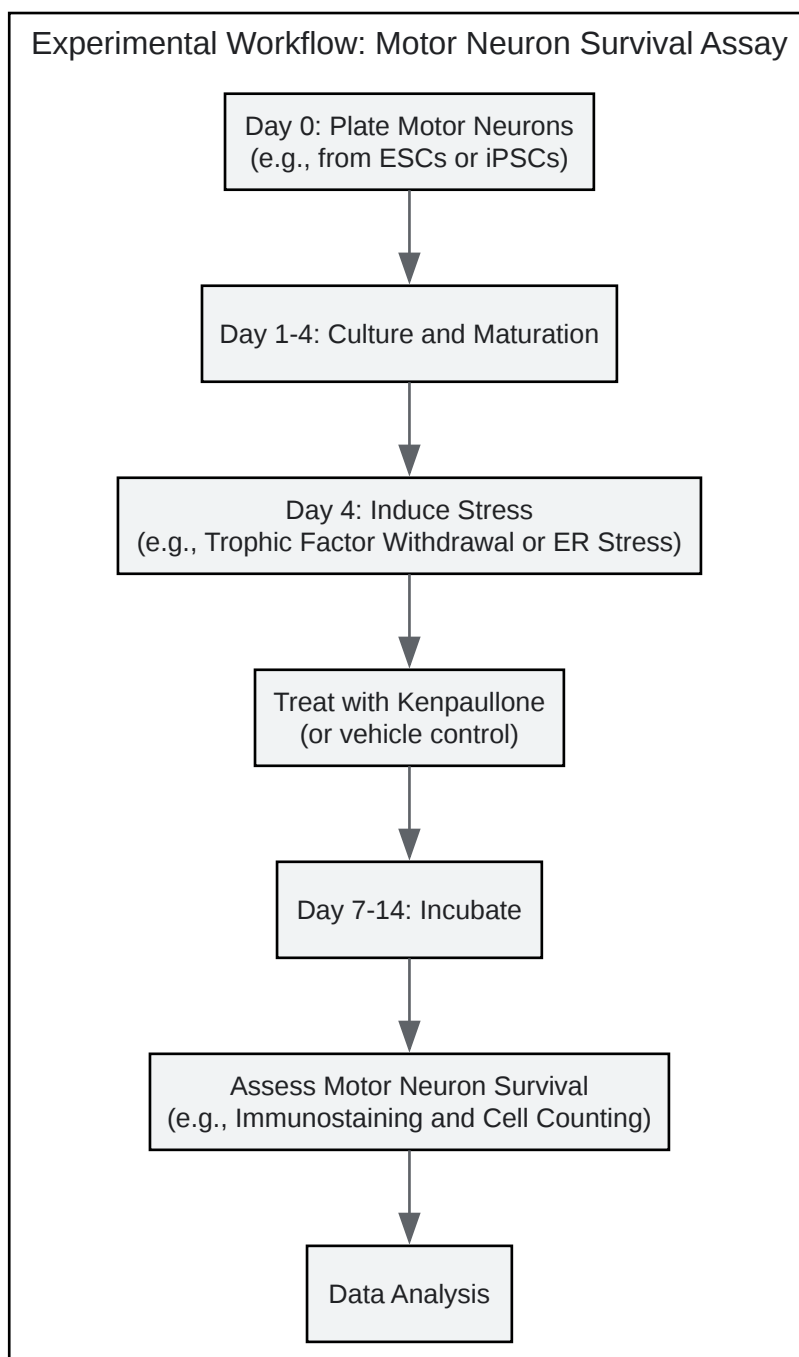 Experimental Workflow: Motor Neuron Survival Assay
Day 0: Plate Motor Neurons
(e.g., from ESCs or iPSCs)
Day 1-4: Culture and Maturation
Day 4: Induce Stress
(e.g., Trophic Factor Withdrawal or ER Stress)
Treat with Kenpaullone
(or vehicle control)
Day 7-14: Incubate
Assess Motor Neuron Survival
(e.g., Immunostaining and Cell Counting)
Data Analysis